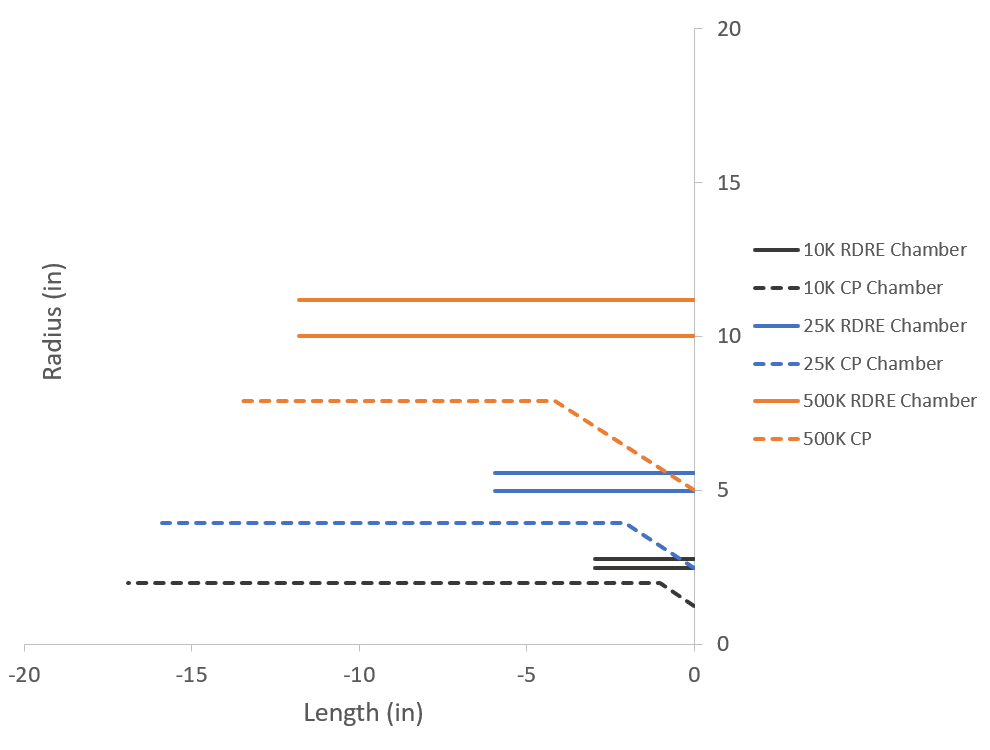 20
15
10
5
0
Radius (in)
-20
-15
-10
-5
0
Length (in)
10K RDRE Chamber
10K CP Chamber
25K RDRE Chamber
25K CP Chamber
500K RDRE Chamber
500K CP